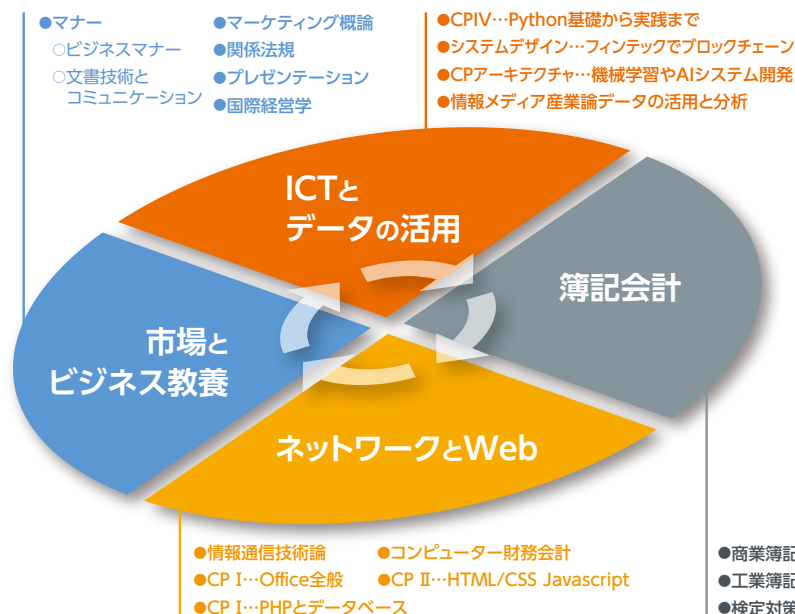 ●マナー
○ビジネスマナー
○文書技術と
コミュニケーション
●マーケティング概論
●関係法規
●プレゼンテーション
●国際経営学
●CPIV…Python基礎から実践まで
●システムデザイン…フィンテックでブロックチェーン
●CPアーキテクチャ…機械学習やAIシステム開発
●情報メディア産業論データの活用と分析
ICTと
データの活用
簿記会計
市場と
ビジネス教養
ネットワークとWeb
●情報通信技術論
●コンピューター財務会計
●CP I…Office全般
●CP Ⅱ…HTML/CSS Javascript
●CP I…PHPとデータベース
●商業簿記
●工業簿記
●検定対策